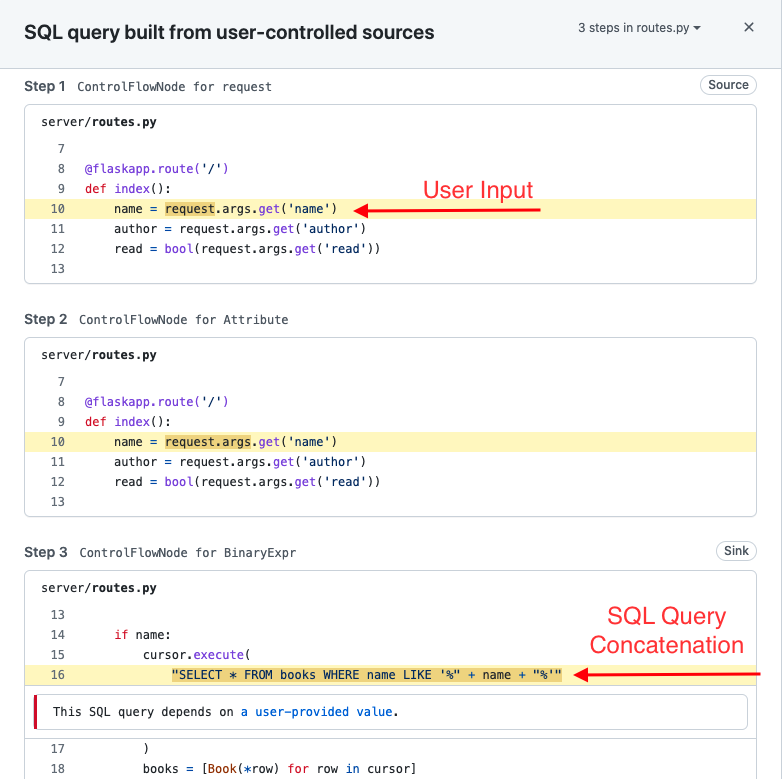 SQL query built from user-controlled sources
3 steps in routes.py
Step 1 ControlFlowNode for request
Source
server/routes.py
7
8 @flaskapp.route('/')
9 def index():
10 name = request.args.get('name')
User Input
11 author = request.args.get('author')
12 read = bool(request.args.get('read'))
13
Step 2 ControlFlowNode for Attribute
server/routes.py
7
8 @flaskapp.route('/')
9 def index():
10 name = request.args.get('name')
11 author = request.args.get('author')
12 read = bool(request.args.get('read'))
13
Step 3 ControlFlowNode for BinaryExpr
Sink
server/routes.py
13
14 if name:
15 cursor.execute(
16 "SELECT * FROM books WHERE name LIKE '%" + name + "%'"
SQL Query
Concatenation
This SQL query depends on a user-provided value.
17 )
18 books = [Book(*row) for row in cursor]